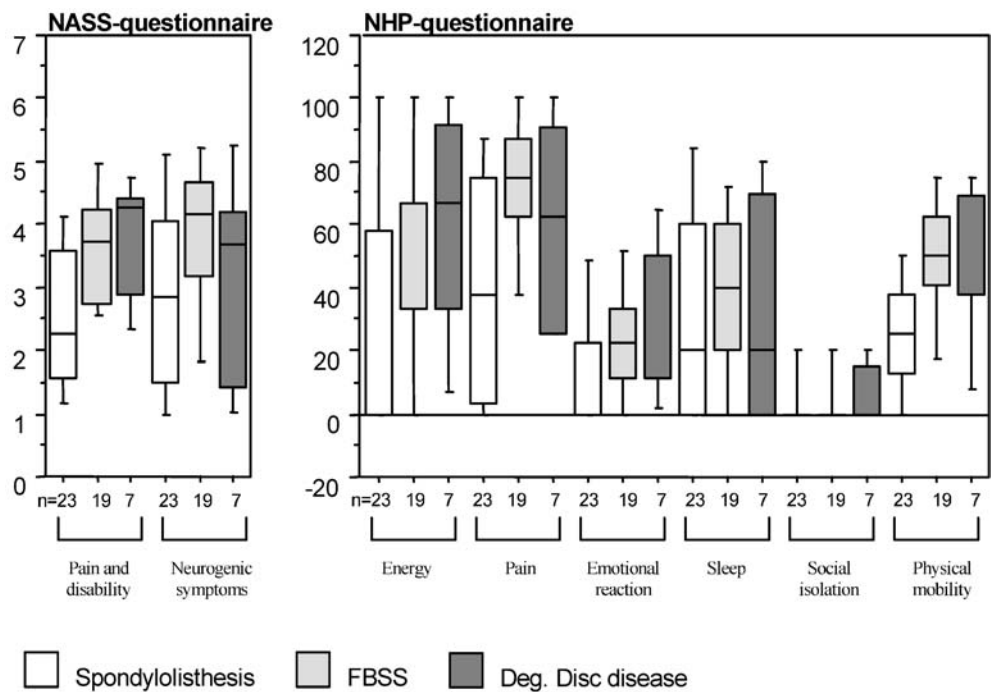 NASS-questionnaire
7
6
5
4
3
2
1
0
n=23 19 7 23 19 7
Pain and
disability
Neurogenic
symptoms
NHP-questionnaire
120
100
80
60
40
20
0
-20
n=23 19 7 23 19 7 23 19 7 23 19 7 23 19 7 23 19 7
Energy
Pain
Emotional
reaction
Sleep
Social
isolation
Physical
mobility
Spondylolisthesis
FBSS
Deg. Disc disease